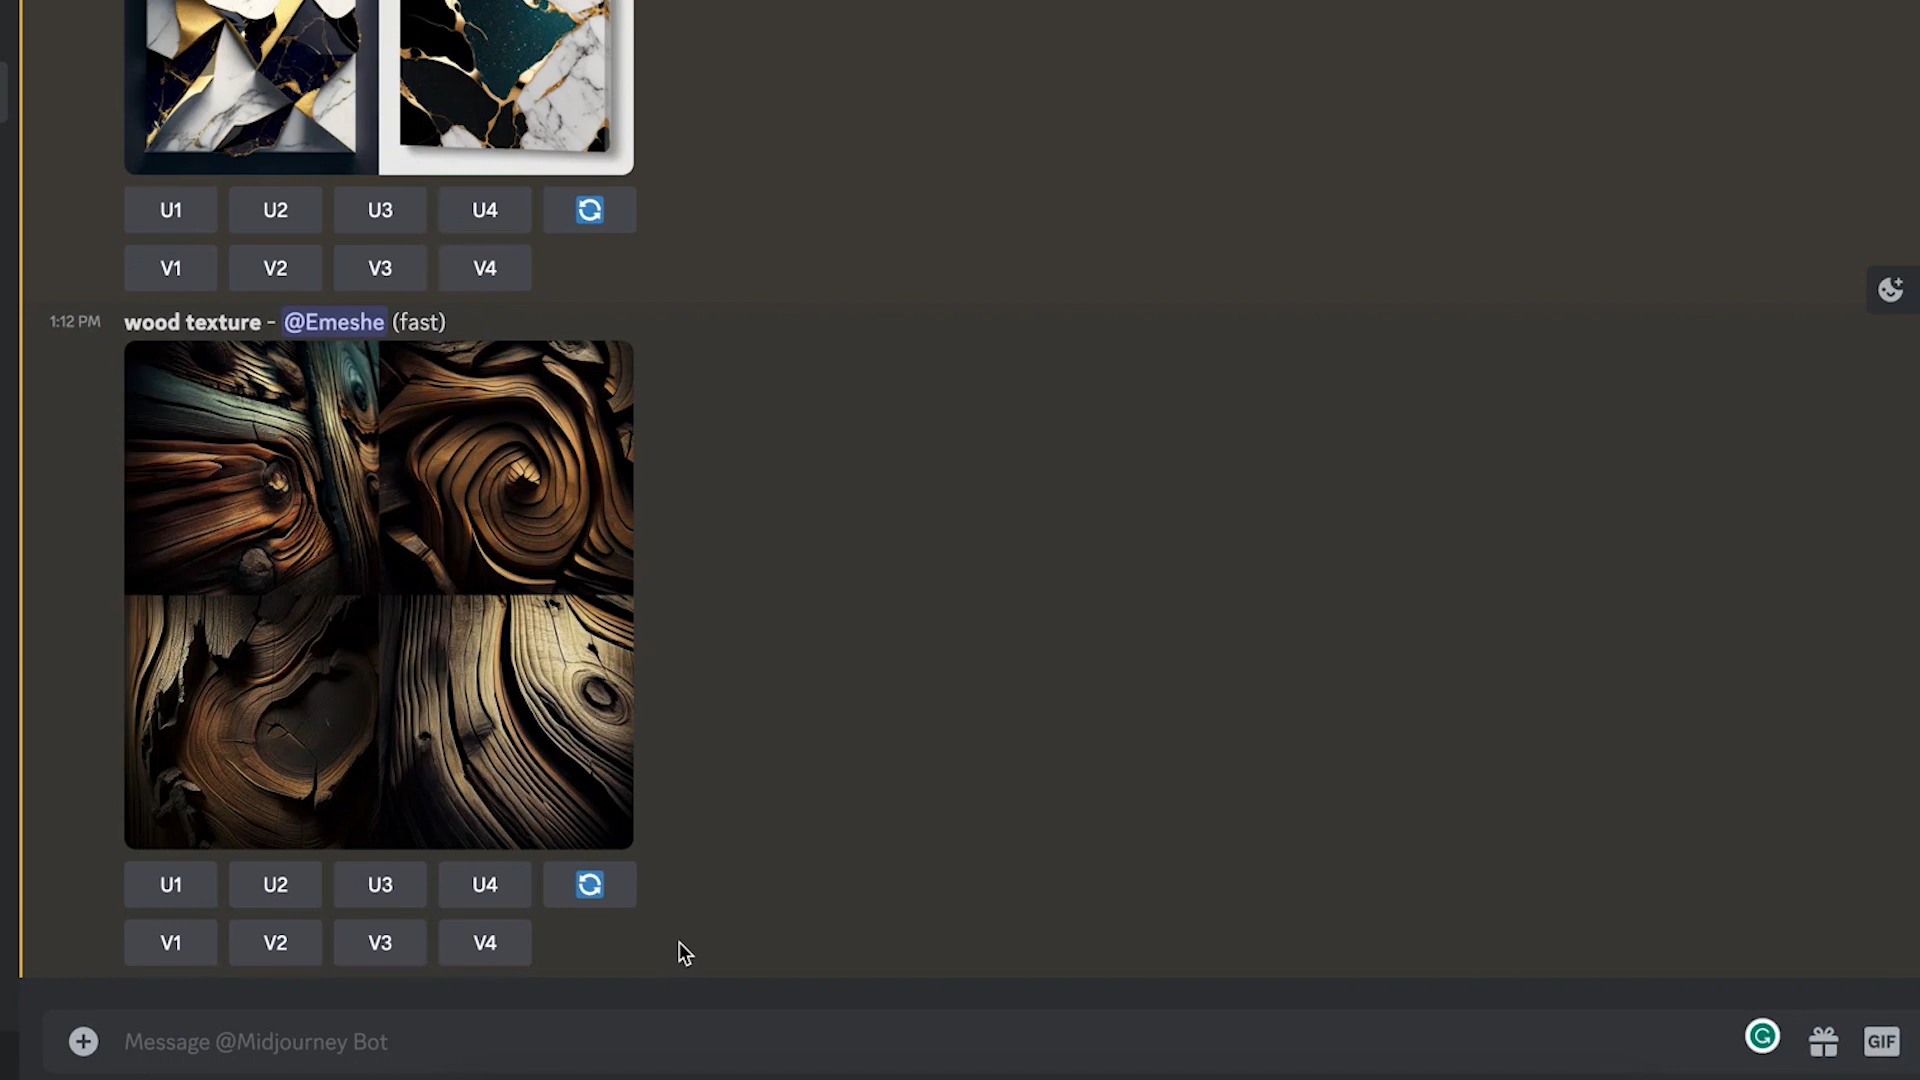 U1 U2 U3 U4
V1 V2 V3 V4
1:12 PM wood texture - @Emeshe (fast)
U1 U2 U3 U4
V1 V2 V3 V4
Message @Midjourney Bot
GIF